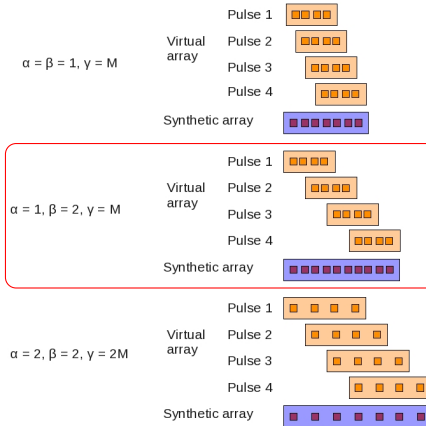 Pulse 1
Virtual array
Pulse 2
α = β = 1, γ = M
Pulse 3
Pulse 4
Synthetic array
Pulse 1
Virtual array
Pulse 2
α = 1, β = 2, γ = M
Pulse 3
Pulse 4
Synthetic array
Pulse 1
Virtual array
Pulse 2
α = 2, β = 2, γ = 2M
Pulse 3
Pulse 4
Synthetic array